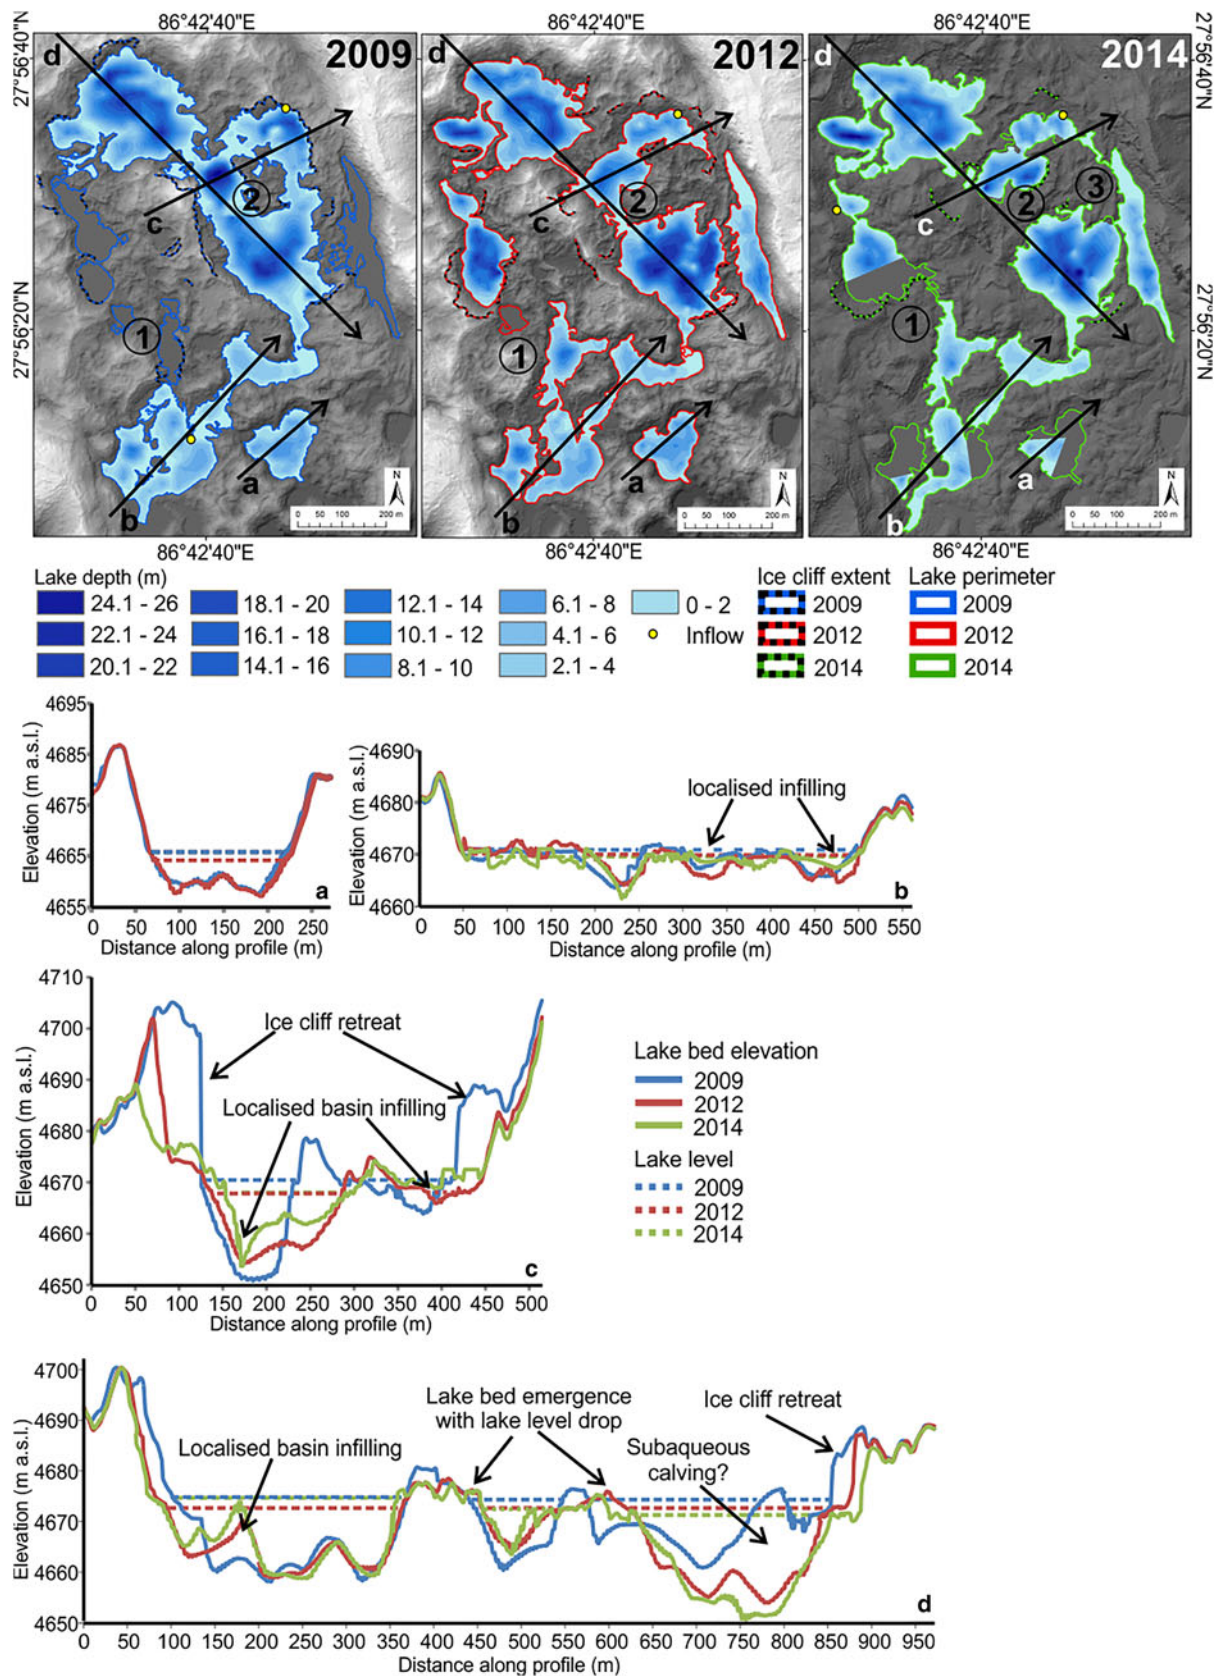 86°42'40"E 86°42'40"E 86°42'40"E
27°56'40"N 27°56'20"N
d 2009 c 2 1 b a
N
0 50 100 200 m
d 2012 c 2 1 b a
N
0 50 100 200 m
d 2014 c 2 3 1 b a
N
0 50 100 200 m
27°56'40"N 27°56'20"N
86°42'40"E 86°42'40"E 86°42'40"E
Lake depth (m)
24.1 - 26 18.1 - 20 12.1 - 14 6.1 - 8 0 - 2
22.1 - 24 16.1 - 18 10.1 - 12 4.1 - 6 Inflow
20.1 - 22 14.1 - 16 8.1 - 10 2.1 - 4
Ice cliff extent
2009
2012
2014
Lake perimeter
2009
2012
2014
Elevation (m a.s.l.)
4695
4685
4675
4665
4655
a
0 50 100 150 200 250
Distance along profile (m)
Elevation (m a.s.l.)
4690
4680
4670
4660
localised infilling
b
0 50 100 150 200 250 300 350 400 450 500 550
Distance along profile (m)
Elevation (m a.s.l.)
4710
4700
4690
4680
4670
4660
4650
Ice cliff retreat
Localised basin infilling
c
0 50 100 150 200 250 300 350 400 450 500
Distance along profile (m)
Lake bed elevation
2009
2012
2014
Lake level
2009
2012
2014
Elevation (m a.s.l.)
4700
4690
4680
4670
4660
4650
Localised basin infilling
Lake bed emergence
with lake level drop
Ice cliff retreat
Subaqueous
calving?
d
0 50 100 150 200 250 300 350 400 450 500 550 600 650 700 750 800 850 900 950
Distance along profile (m)